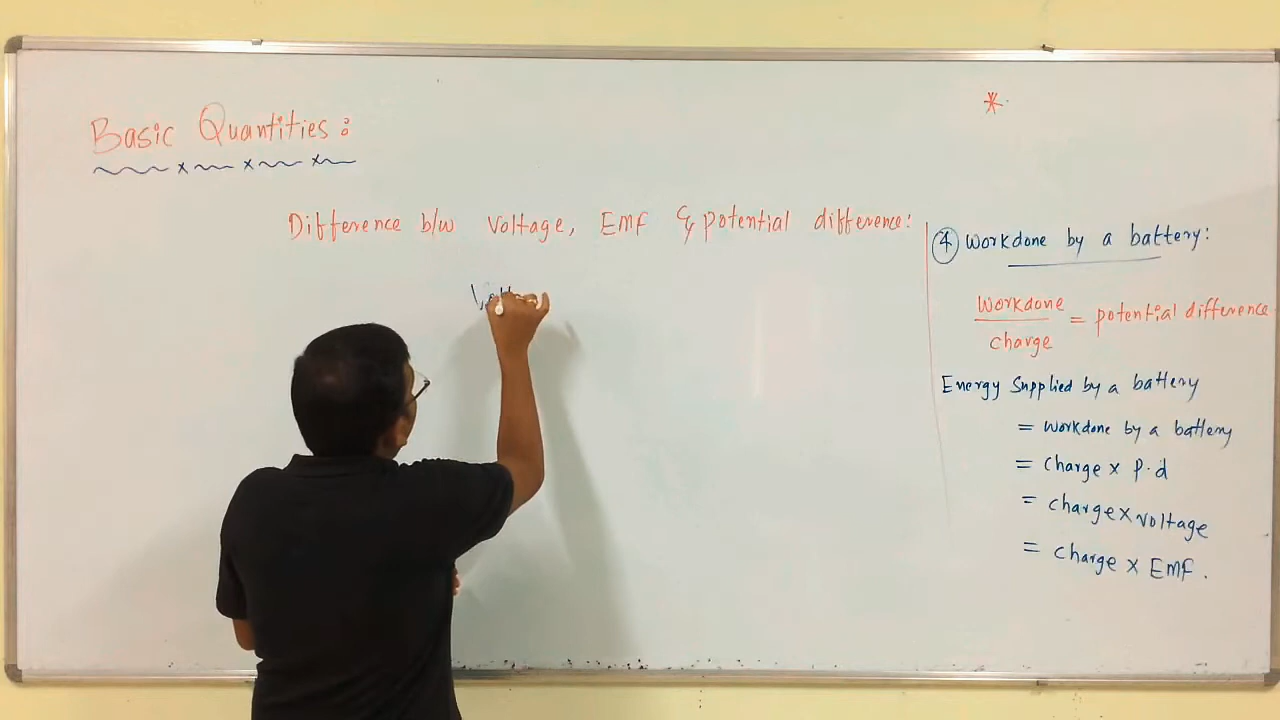 Basic Quantities:
Difference b/w Voltage, EMF & potential difference:
④ Workdone by a battery:
Workdone
charge
= potential difference
Energy Supplied by a battery
= workdone by a battery
= charge × P.d
= charge × voltage
= charge × EMF.